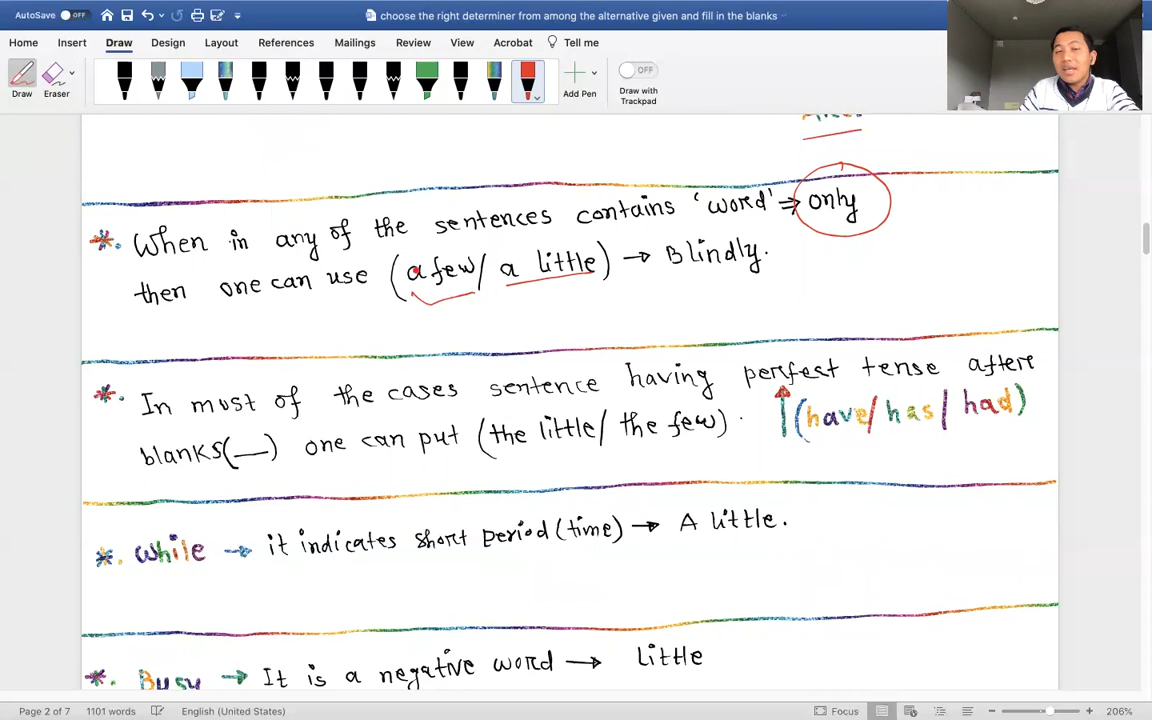 AutoSave OFF
choose the right determiner from among the alternative given and fill in the blanks
Home Insert Draw Design Layout References Mailings Review View Acrobat Tell me
Draw Eraser Add Pen Draw with Trackpad OFF
*. When in any of the sentences contains 'word' ⇒ only
then one can use (a few/ a little) → Blindly.
*. In most of the cases sentence having perfect tense after
blanks(__) one can put (the little/ the few). ↑(have/has/had)
*. While → it indicates short period(time) → A little.
*. Busy → It is a negative word → little
Page 2 of 7 1101 words English (United States) Focus 206%